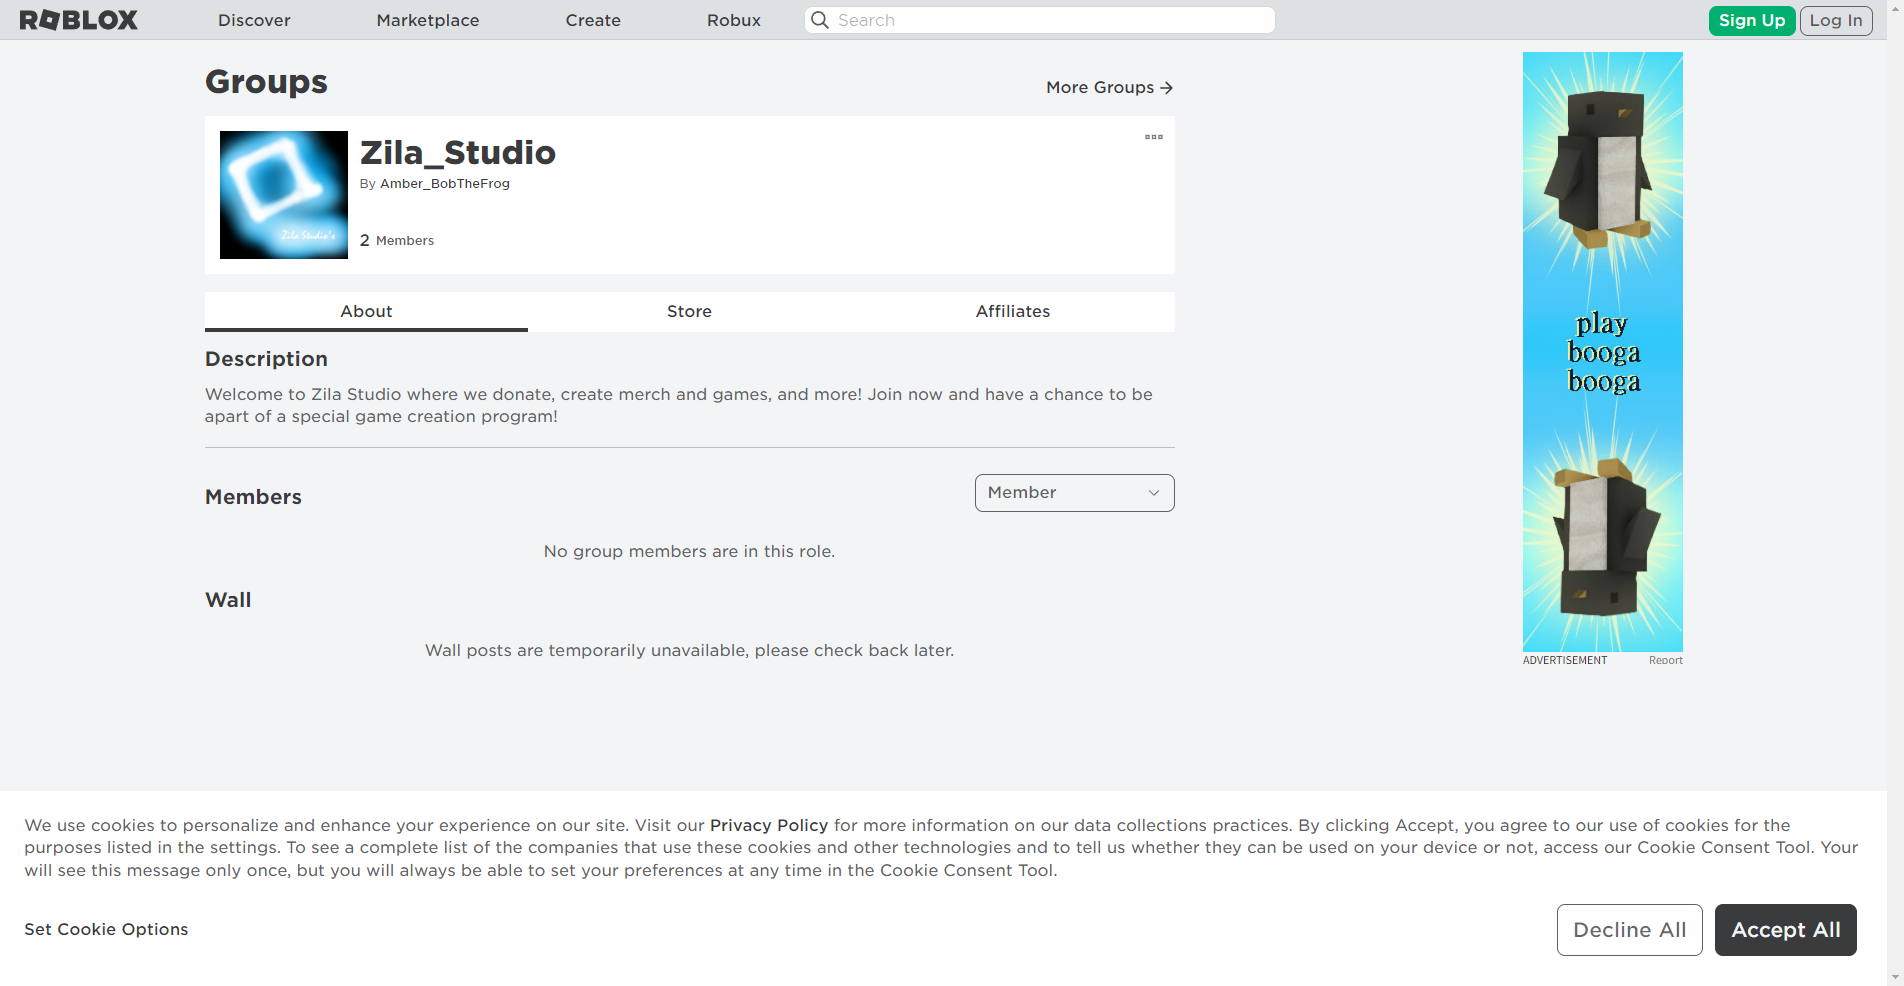 ROBLOX Discover Marketplace Create Robux Search Sign Up Log In
Groups
More Groups
Zila_Studio
By Amber_BobTheFrog
2 Members
Zila Studio's
About Store Affiliates
Description
Welcome to Zila Studio where we donate, create merch and games, and more! Join now and have a chance to be
apart of a special game creation program!
Members
Member
No group members are in this role.
Wall
Wall posts are temporarily unavailable, please check back later.
play
booga
booga
ADVERTISEMENT Report
We use cookies to personalize and enhance your experience on our site. Visit our Privacy Policy for more information on our data collections practices. By clicking Accept, you agree to our use of cookies for the
purposes listed in the settings. To see a complete list of the companies that use these cookies and other technologies and to tell us whether they can be used on your device or not, access our Cookie Consent Tool. Your
will see this message only once, but you will always be able to set your preferences at any time in the Cookie Consent Tool.
Set Cookie Options
Decline All
Accept All